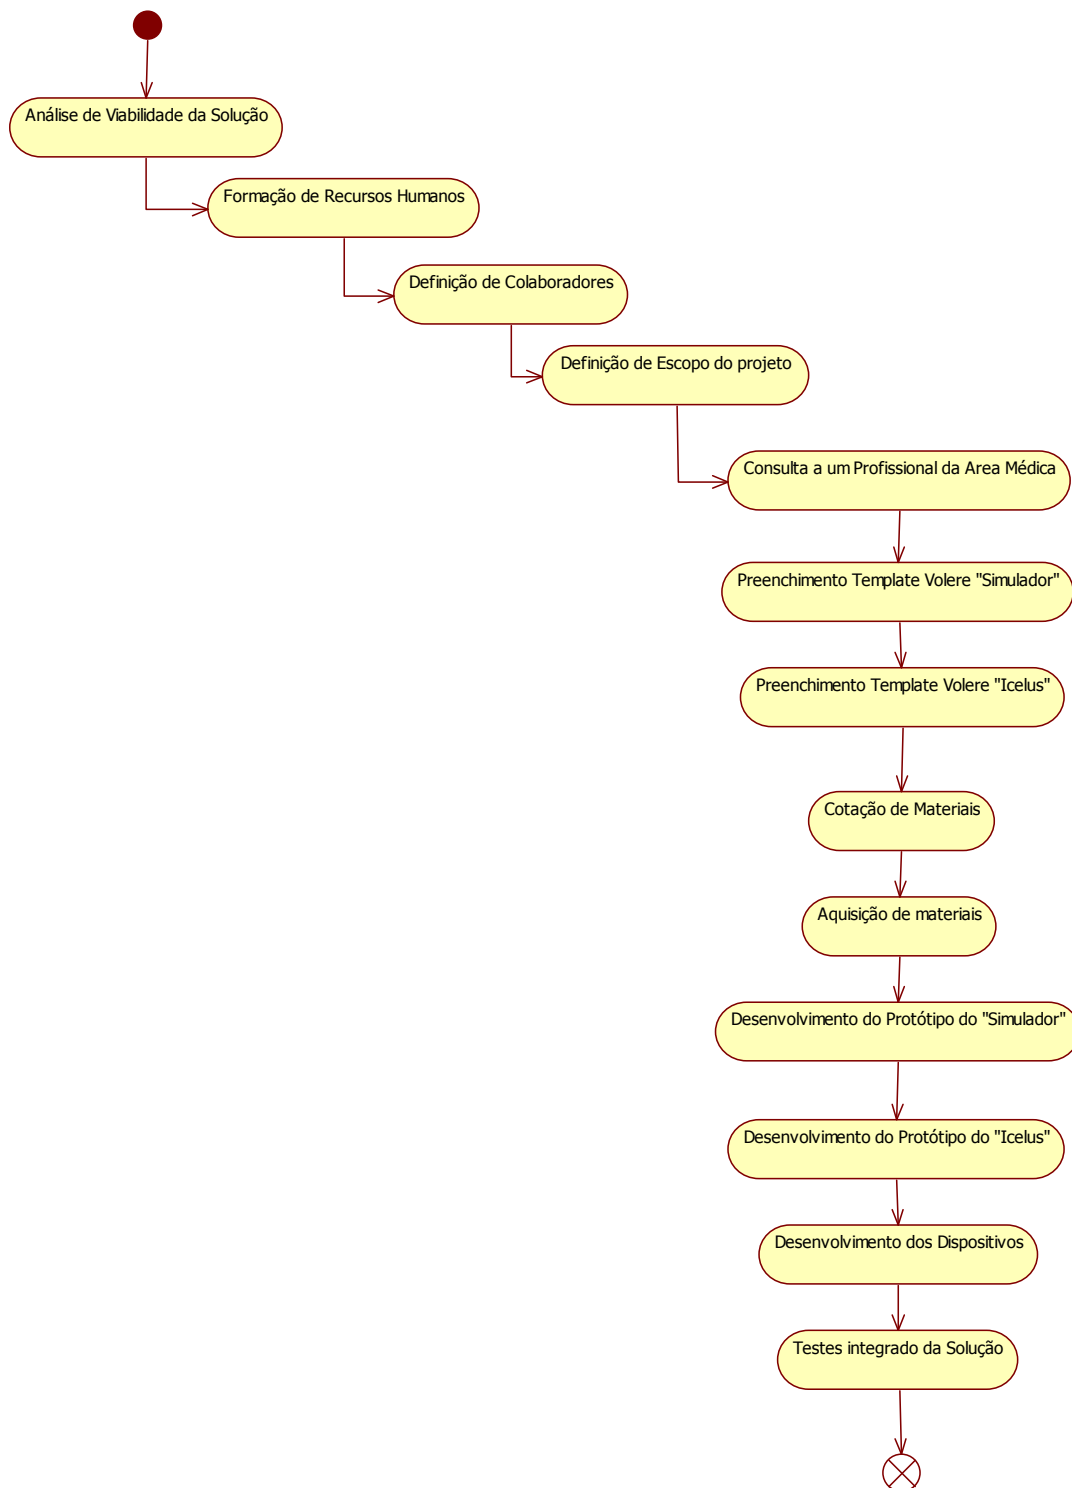 Análise de Viabilidade da Solução
Formação de Recursos Humanos
Definição de Colaboradores
Definição de Escopo do projeto
Consulta a um Profissional da Area Médica
Preenchimento Template Volere "Simulador"
Preenchimento Template Volere "Icelus"
Cotação de Materiais
Aquisição de materiais
Desenvolvimento do Protótipo do "Simulador"
Desenvolvimento do Protótipo do "Icelus"
Desenvolvimento dos Dispositivos
Testes integrado da Solução